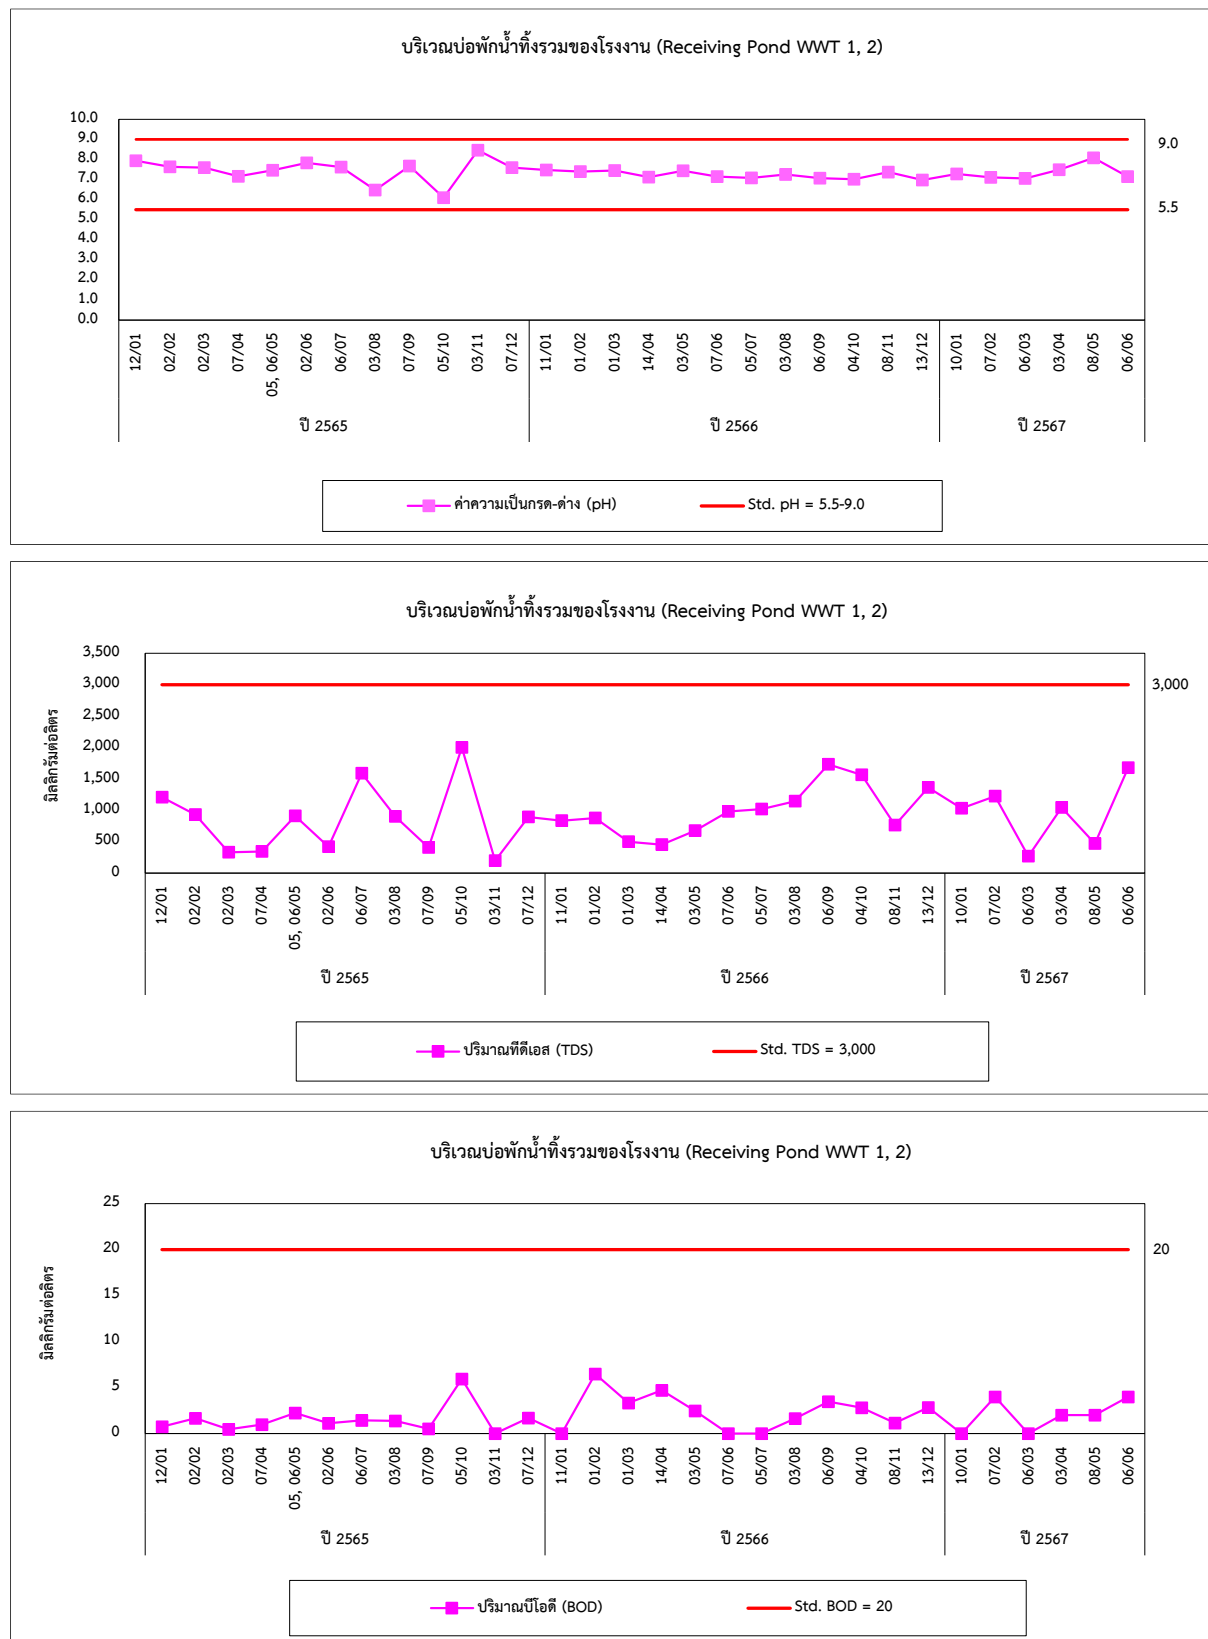 บริเวณบ่อพักน้ำทิ้งรวมของโรงงาน (Receiving Pond WWT 1, 2)
10.0
9.0
8.0
7.0
6.0
5.0
4.0
3.0
2.0
1.0
0.0
9.0
5.5
12/01 02/02 02/03 07/04 05, 06/05 02/06 06/07 03/08 07/09 05/10 03/11 07/12 11/01 01/02 01/03 14/04 03/05 07/06 05/07 03/08 06/09 04/10 08/11 13/12 10/01 07/02 06/03 03/04 08/05 06/06
ปี 2565 ปี 2566 ปี 2567
ค่าความเป็นกรด-ด่าง (pH) Std. pH = 5.5-9.0
บริเวณบ่อพักน้ำทิ้งรวมของโรงงาน (Receiving Pond WWT 1, 2)
มิลลิกรัมต่อลิตร
3,500
3,000
2,500
2,000
1,500
1,000
500
0
3,000
12/01 02/02 02/03 07/04 05, 06/05 02/06 06/07 03/08 07/09 05/10 03/11 07/12 11/01 01/02 01/03 14/04 03/05 07/06 05/07 03/08 06/09 04/10 08/11 13/12 10/01 07/02 06/03 03/04 08/05 06/06
ปี 2565 ปี 2566 ปี 2567
ปริมาณทีดีเอส (TDS) Std. TDS = 3,000
บริเวณบ่อพักน้ำทิ้งรวมของโรงงาน (Receiving Pond WWT 1, 2)
มิลลิกรัมต่อลิตร
25
20
15
10
5
0
20
12/01 02/02 02/03 07/04 05, 06/05 02/06 06/07 03/08 07/09 05/10 03/11 07/12 11/01 01/02 01/03 14/04 03/05 07/06 05/07 03/08 06/09 04/10 08/11 13/12 10/01 07/02 06/03 03/04 08/05 06/06
ปี 2565 ปี 2566 ปี 2567
ปริมาณบีโอดี (BOD) Std. BOD = 20